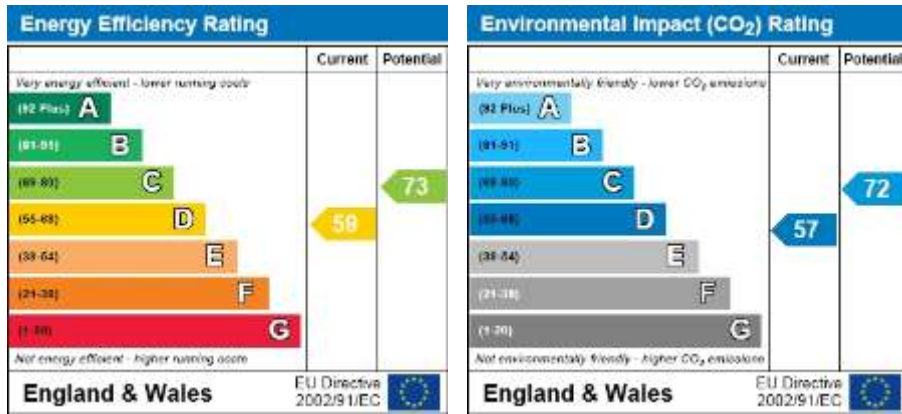 Energy Efficiency Rating
Current Potential
Very energy efficient - lower running costs
(92 Plus) A
(81-91) B
(69-80) C
(55-68) D
(39-54) E
(21-38) F
(1-20) G
73
59
Not energy efficient - higher running costs
England & Wales
EU Directive
2002/91/EC
Environmental Impact (CO₂) Rating
Current Potential
Very environmentally friendly - lower CO₂ emissions
(92 Plus) A
(81-91) B
(69-80) C
(55-68) D
(39-54) E
(21-38) F
(1-20) G
72
57
Not environmentally friendly - higher CO₂ emissions
England & Wales
EU Directive
2002/91/EC